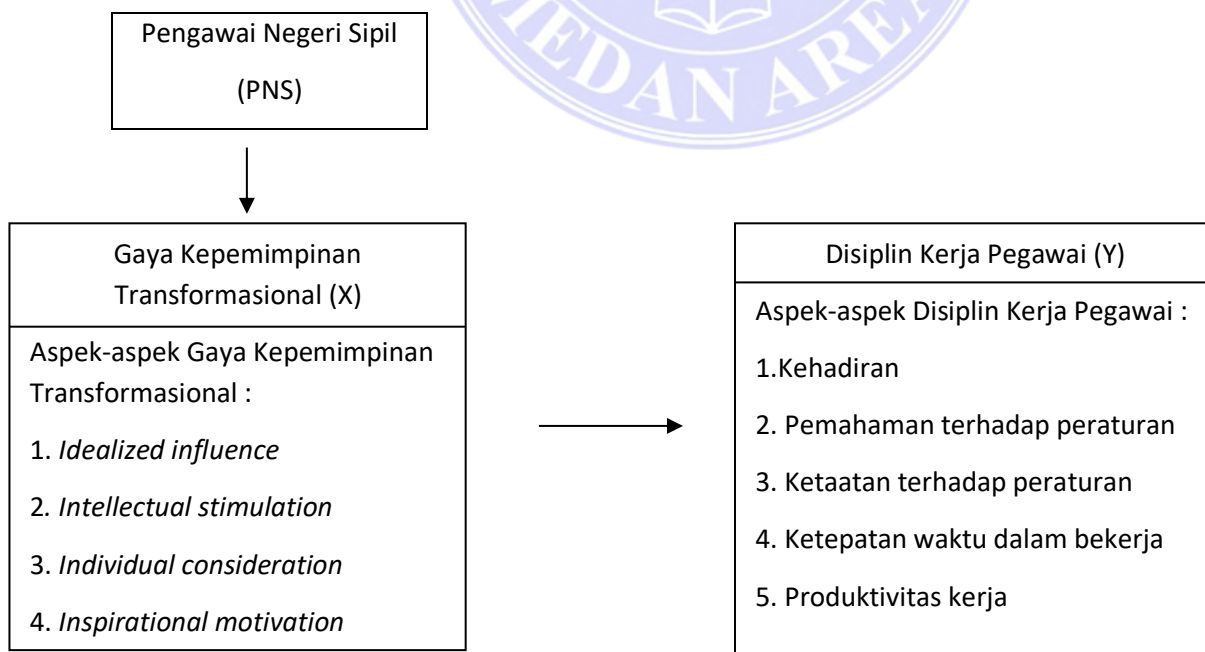 MEDAN AREA
Pengawai Negeri Sipil
(PNS)
Gaya Kepemimpinan
Transformasional (X)
Aspek-aspek Gaya Kepemimpinan
Transformasional :
1. Idealized influence
2. Intellectual stimulation
3. Individual consideration
4. Inspirational motivation
Disiplin Kerja Pegawai (Y)
Aspek-aspek Disiplin Kerja Pegawai :
1.Kehadiran
2. Pemahaman terhadap peraturan
3. Ketaatan terhadap peraturan
4. Ketepatan waktu dalam bekerja
5. Produktivitas kerja